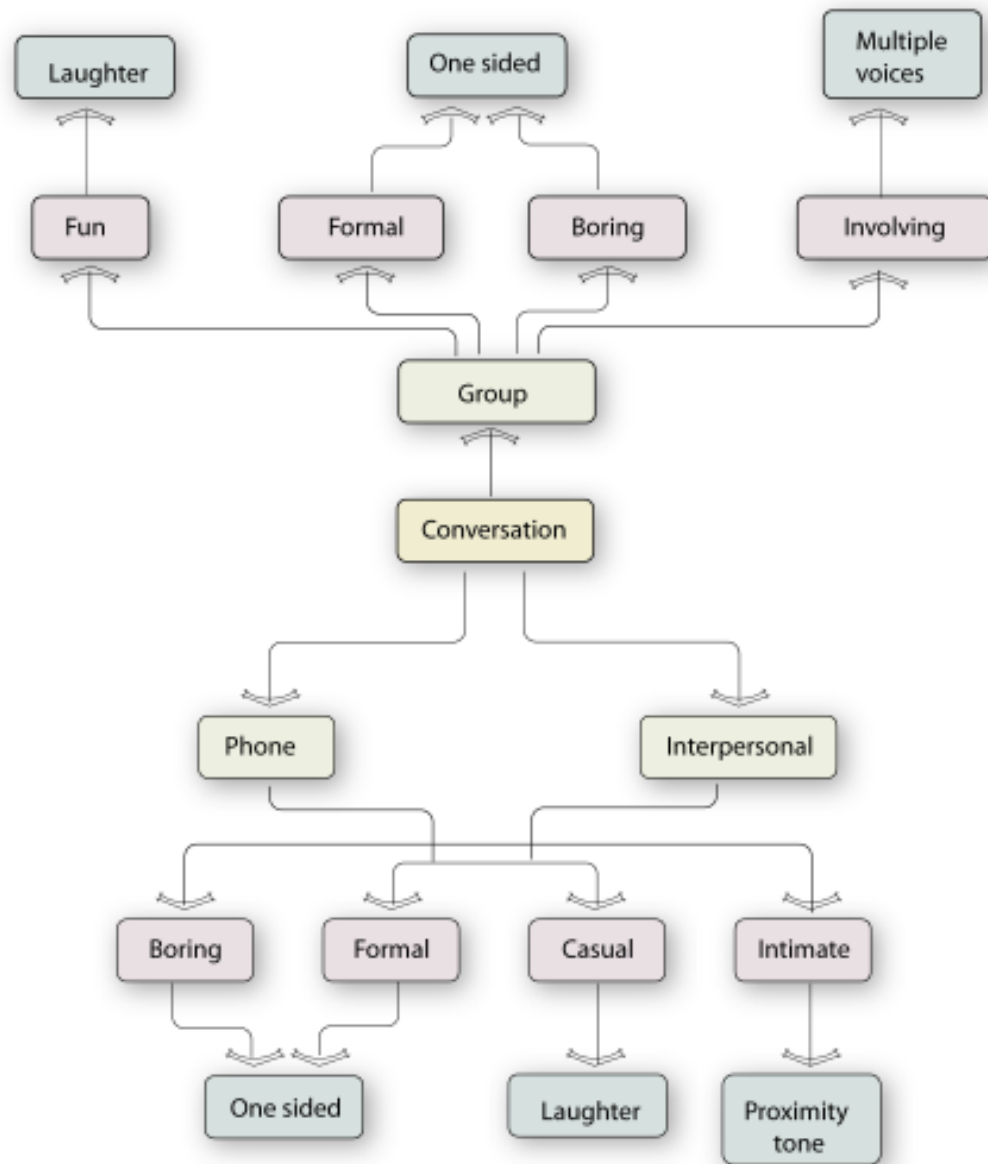 Laughter
One sided
Multiple
voices
Fun
Formal
Boring
Involving
Group
Conversation
Phone
Interpersonal
Boring
Formal
Casual
Intimate
One sided
Laughter
Proximity
tone